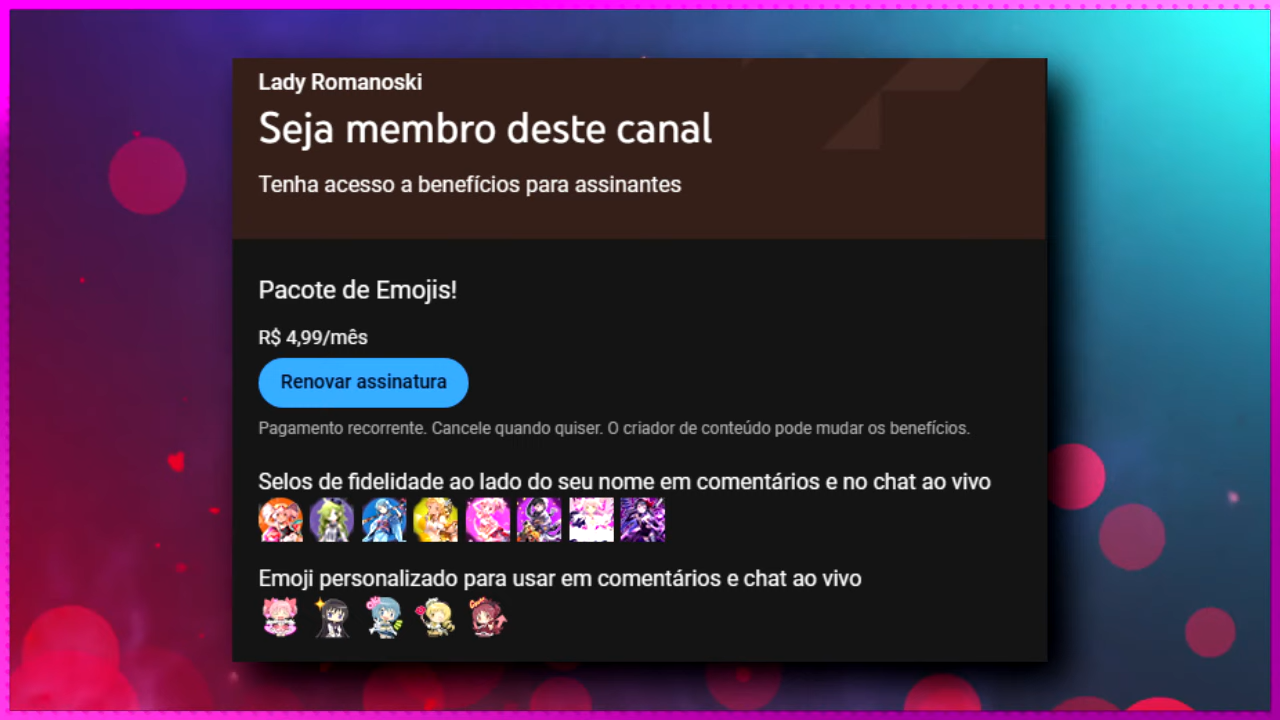 Lady Romanoski
Seja membro deste canal
Tenha acesso a benefícios para assinantes
Pacote de Emojis!
R$ 4,99/mês
Renovar assinatura
Pagamento recorrente. Cancele quando quiser. O criador de conteúdo pode mudar os benefícios.
Selos de fidelidade ao lado do seu nome em comentários e no chat ao vivo
Emoji personalizado para usar em comentários e chat ao vivo